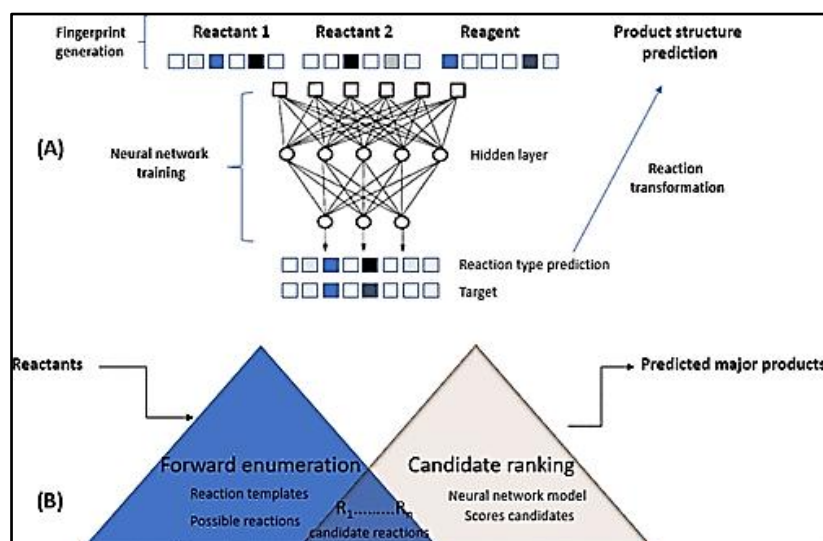 Fingerprint generation
Reactant 1
Reactant 2
Reagent
Product structure prediction
(A)
Neural network training
Hidden layer
Reaction transformation
Reaction type prediction
Target
Reactants
Predicted major products
Forward enumeration
Candidate ranking
Reaction templates
Possible reactions
R1.........Rn
candidate reactions
Neural network model
Scores candidates
(B)